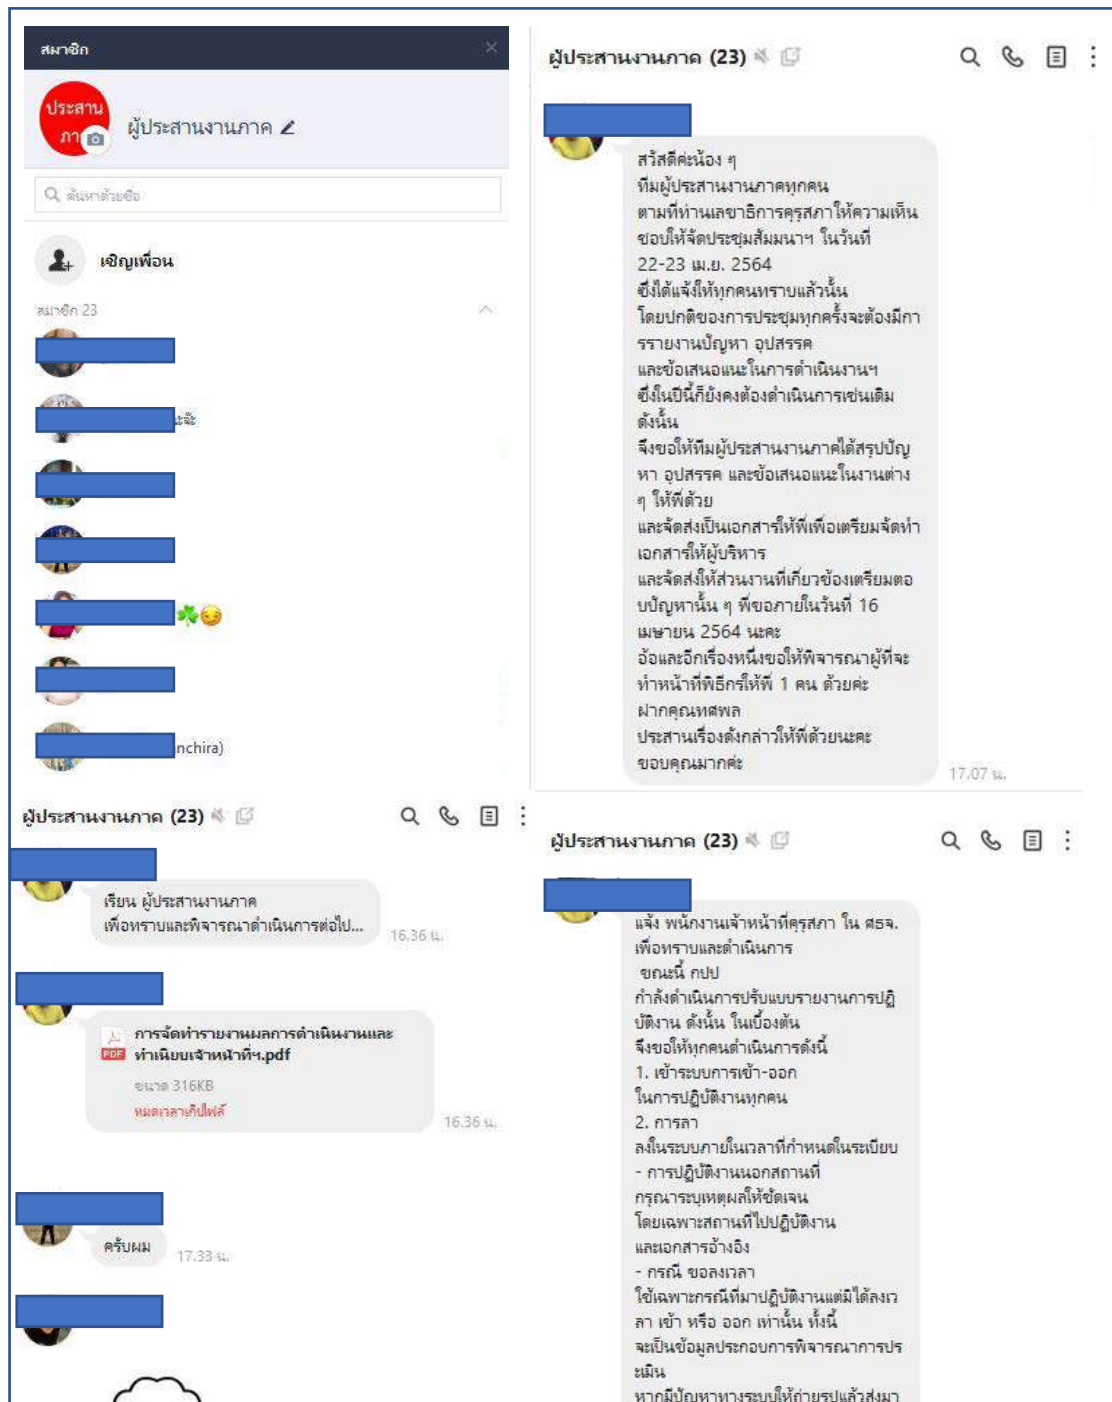 สมาชิก
ประสาน
ภา
ผู้ประสานงานภาค
ค้นหาด้วยชื่อ
เชิญเพื่อน
สมาชิก 23
นะจ๊ะ
nchira)
ผู้ประสานงานภาค (23)
สวัสดีค่ะน้อง ๆ
ทีมผู้ประสานงานภาคทุกคน
ตามที่ท่านเลขาธิการคุรุสภาให้ความเห็น
ชอบให้จัดประชุมสัมมนาฯ ในวันที่
22-23 เม.ย. 2564
ซึ่งได้แจ้งให้ทุกคนทราบแล้วนั้น
โดยปกติของการประชุมทุกครั้งจะต้องมีกา
รรายงานปัญหา อุปสรรค
และข้อเสนอแนะในการดำเนินงานฯ
ซึ่งในปีนี้ก็ยังคงต้องดำเนินการเช่นเดิม
ดังนั้น
จึงขอให้ทีมผู้ประสานงานภาคได้สรุปปัญ
หา อุปสรรค และข้อเสนอแนะในงานต่าง
ๆ ให้พี่ด้วย
และจัดส่งเป็นเอกสารให้พี่เพื่อเตรียมจัดทำ
เอกสารให้ผู้บริหาร
และจัดส่งให้ส่วนงานที่เกี่ยวข้องเตรียมตอ
บปัญหานั้น ๆ พี่ขอภายในวันที่ 16
เมษายน 2564 นะคะ
อ้อและอีกเรื่องหนึ่งขอให้พิจารณาผู้ที่จะ
ทำหน้าที่พิธีกรให้พี่ 1 คน ด้วยค่ะ
ฝากคุณทศพล
ประสานเรื่องดังกล่าวให้พี่ด้วยนะคะ
ขอบคุณมากค่ะ
17.07 น.
ผู้ประสานงานภาค (23)
เรียน ผู้ประสานงานภาค
เพื่อทราบและพิจารณาดำเนินการต่อไป...
16.36 น.
การจัดทำรายงานผลการดำเนินงานและ
ทำเนียบเจ้าหน้าที่ฯ.pdf
PDF
ขนาด 316KB
หมดเวลาเก็บไฟล์
16.36 น.
ครับผม
17.33 น.
ผู้ประสานงานภาค (23)
แจ้ง พนักงานเจ้าหน้าที่คุรุสภา ใน ศธจ.
เพื่อทราบและดำเนินการ
ขณะนี้ กปป
กำลังดำเนินการปรับแบบรายงานการปฏิ
บัติงาน ดังนั้น ในเบื้องต้น
จึงขอให้ทุกคนดำเนินการดังนี้
1. เข้าระบบการเข้า-ออก
ในการปฏิบัติงานทุกคน
2. การลา
ลงในระบบภายในเวลาที่กำหนดในระเบียบ
- การปฏิบัติงานนอกสถานที่
กรุณาระบุเหตุผลให้ชัดเจน
โดยเฉพาะสถานที่ไปปฏิบัติงาน
และเอกสารอ้างอิง
- กรณี ขอลงเวลา
ใช้เฉพาะกรณีที่มาปฏิบัติงานแต่มิได้ลงเว
ลา เข้า หรือ ออก เท่านั้น ทั้งนี้
จะเป็นข้อมูลประกอบการพิจารณาการปร
ะเมิน
หากมีปัญหาทางระบบให้ถ่ายรูปแล้วส่งมา